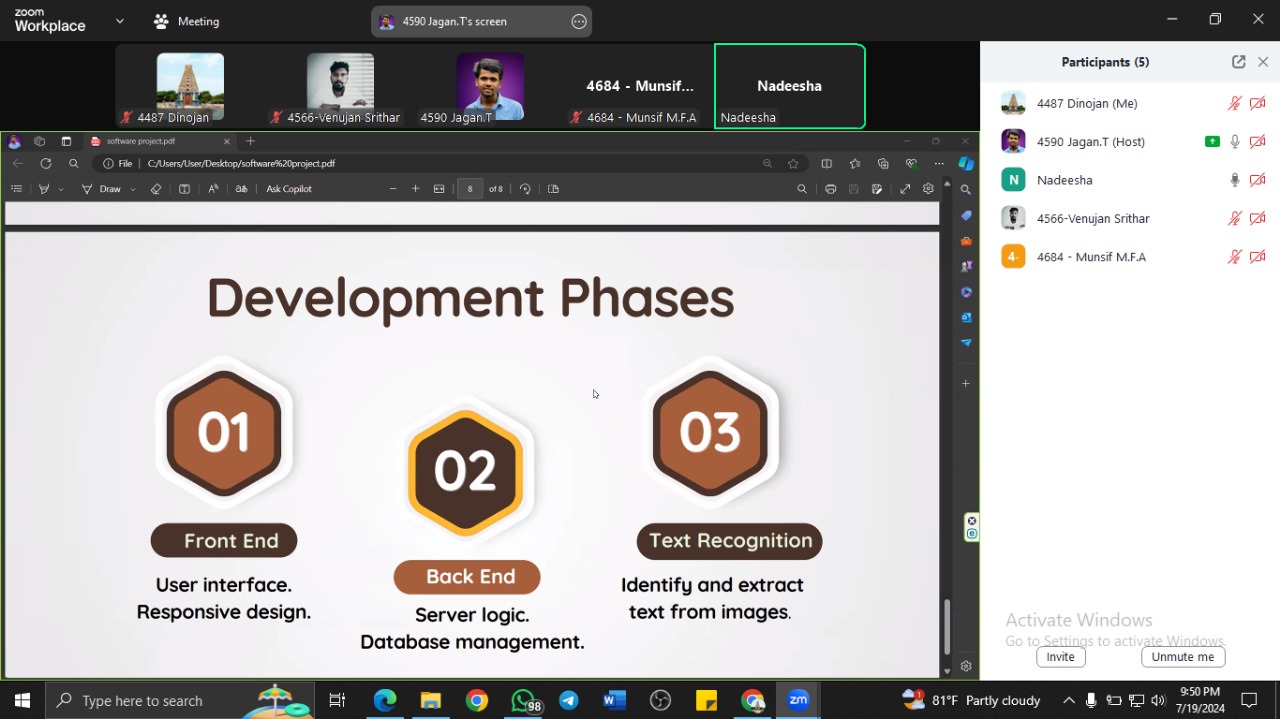 zoom
Workplace
Meeting
4590 Jagan.T's screen
4487 Dinojan
4566-Venujan Srithar
4590 Jagan.T
4684 - Munsif...
4684 - Munsif M.F.A
Nadeesha
Nadeesha
Participants (5)
4487 Dinojan (Me)
4590 Jagan.T (Host)
N
Nadeesha
4566-Venujan Srithar
4-
4684 - Munsif M.F.A
software project.pdf
File
C:/Users/User/Desktop/software%20project.pdf
Draw
Ask Copilot
8
of 8
Development Phases
01
Front End
User interface.
Responsive design.
02
Back End
Server logic.
Database management.
03
Text Recognition
Identify and extract
text from images.
Activate Windows
Go to Settings to activate Windows.
Invite
Unmute me
Type here to search
98
zm
1
81°F Partly cloudy
9:50 PM
7/19/2024